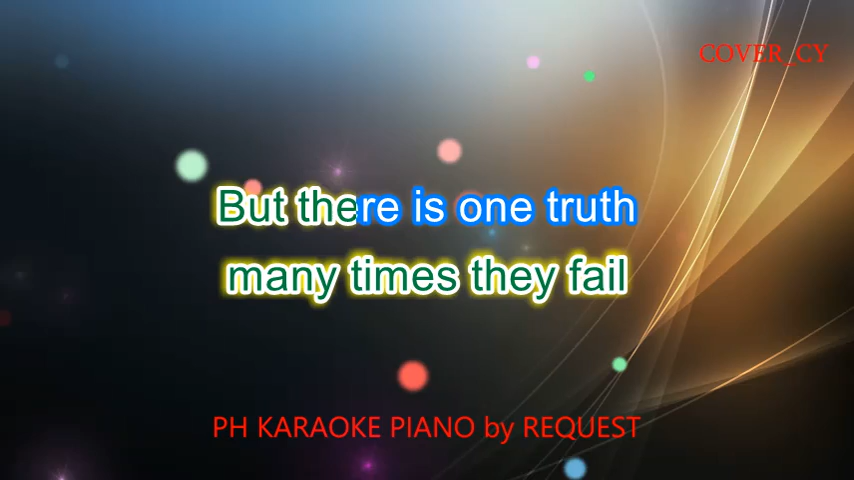 COVER_CY
But there is one truth
many times they fail
PH KARAOKE PIANO by REQUEST